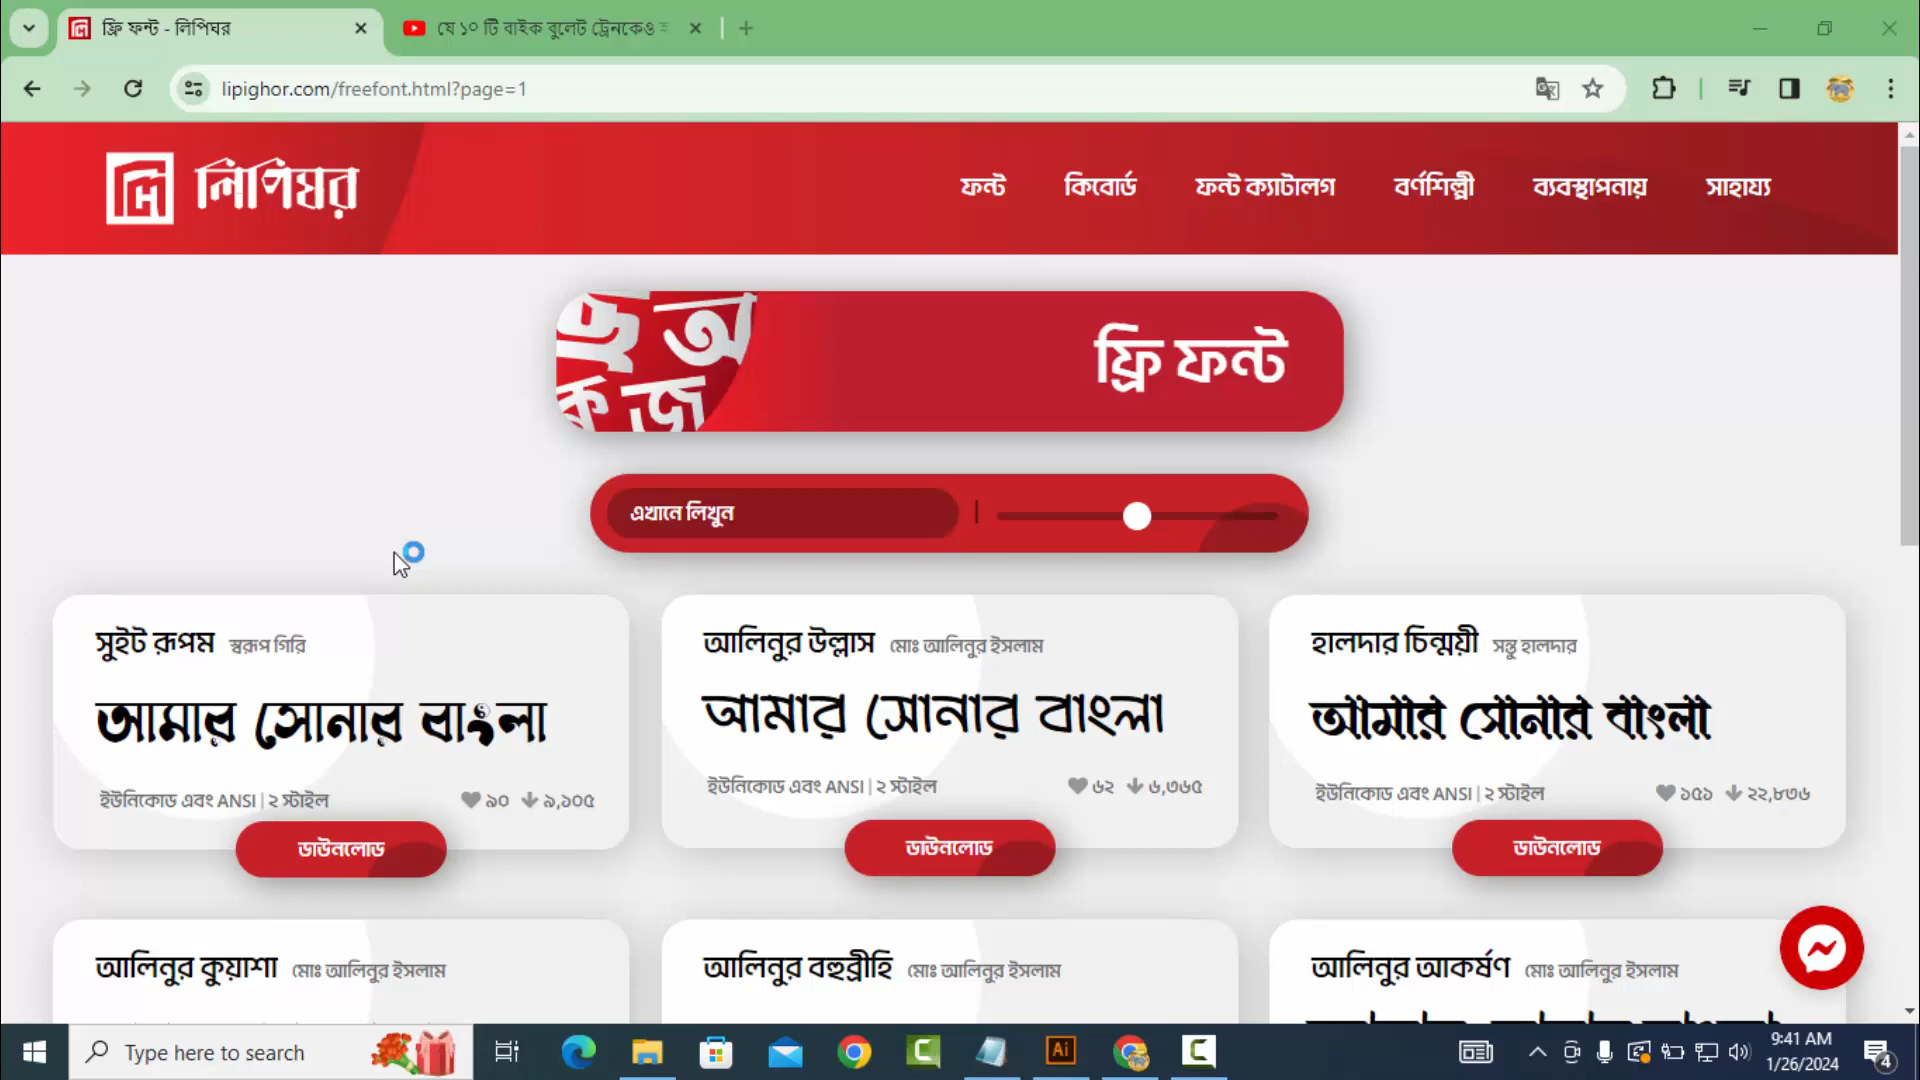 ফ্রি ফন্ট - লিপিঘর
যে ১০ টি বাইক বুলেট ট্রেনকেও
lipighor.com/freefont.html?page=1
লিপিঘর
ফন্ট
কিবোর্ড
ফন্ট ক্যাটালগ
বর্ণশিল্পী
ব্যবস্থাপনায়
সাহায্য
ছ অ
ক জ
ফ্রি ফন্ট
এখানে লিখুন
সুইট রূপম স্বরূপ গিরি
আমার সোনার বাংলা
ইউনিকোড এবং ANSI | ২ স্টাইল
৯০ ৯,১০৫
ডাউনলোড
আলিনুর উল্লাস মোঃ আলিনুর ইসলাম
আমার সোনার বাংলা
ইউনিকোড এবং ANSI | ২ স্টাইল
৬২ ৬,৩৬৫
ডাউনলোড
হালদার চিন্ময়ী সন্তু হালদার
আমার সোনার বাংলা
ইউনিকোড এবং ANSI | ২ স্টাইল
১৫১ ২২,৮৩৬
ডাউনলোড
আলিনুর কুয়াশা মোঃ আলিনুর ইসলাম
আলিনুর বহুব্রীহি মোঃ আলিনুর ইসলাম
আলিনুর আকর্ষণ মোঃ আলিনুর ইসলাম
Type here to search
Ai
9:41 AM
1/26/2024
4